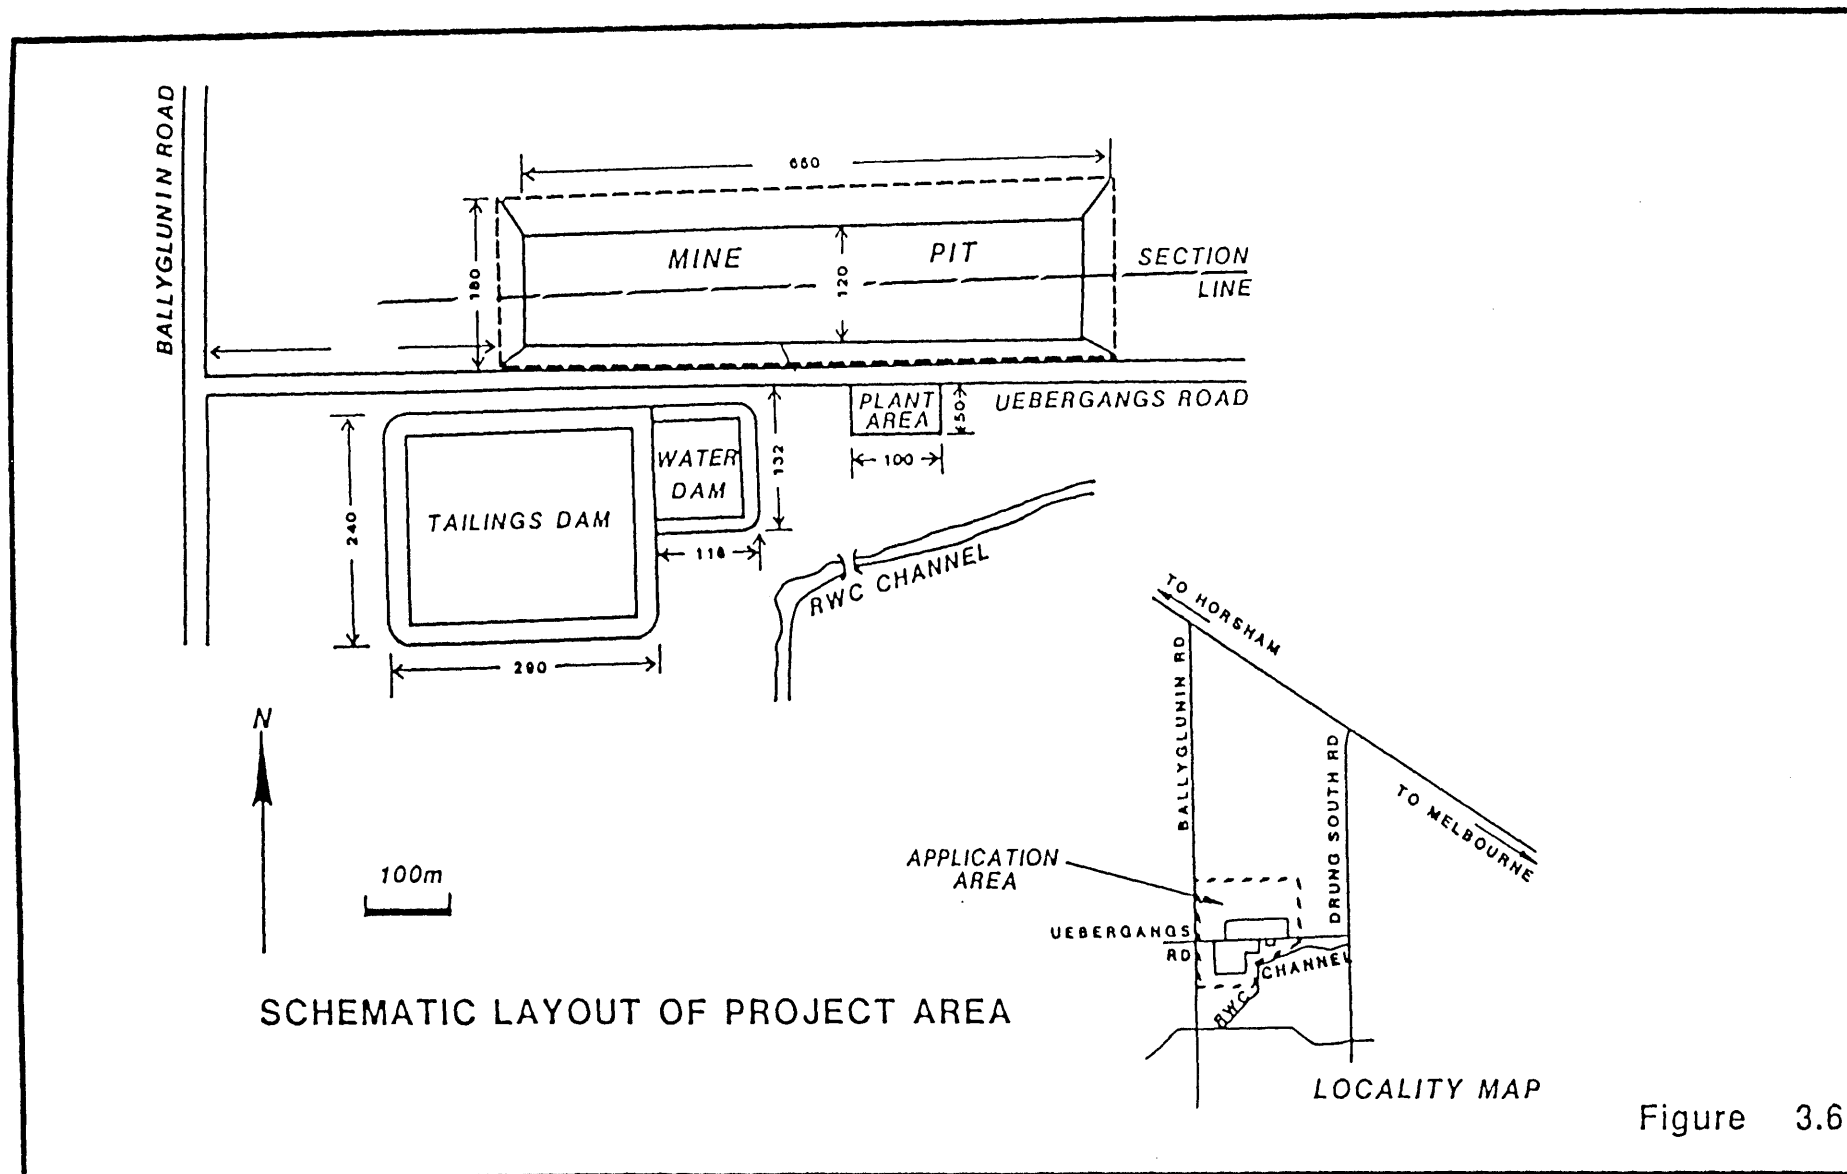 BALLYGLUNIN ROAD
660
180
MINE
PIT
120
SECTION
LINE
PLANT
AREA
50
UEBERGANGS ROAD
100
WATER
DAM
132
TAILINGS DAM
240
116
290
RWC CHANNEL
N
100m
SCHEMATIC LAYOUT OF PROJECT AREA
TO HORSHAM
BALLYGLUNIN RD
DRUNG SOUTH RD
TO MELBOURNE
APPLICATION
AREA
UEBERGANGS
RD
CHANNEL
RWC
LOCALITY MAP
Figure 3.6